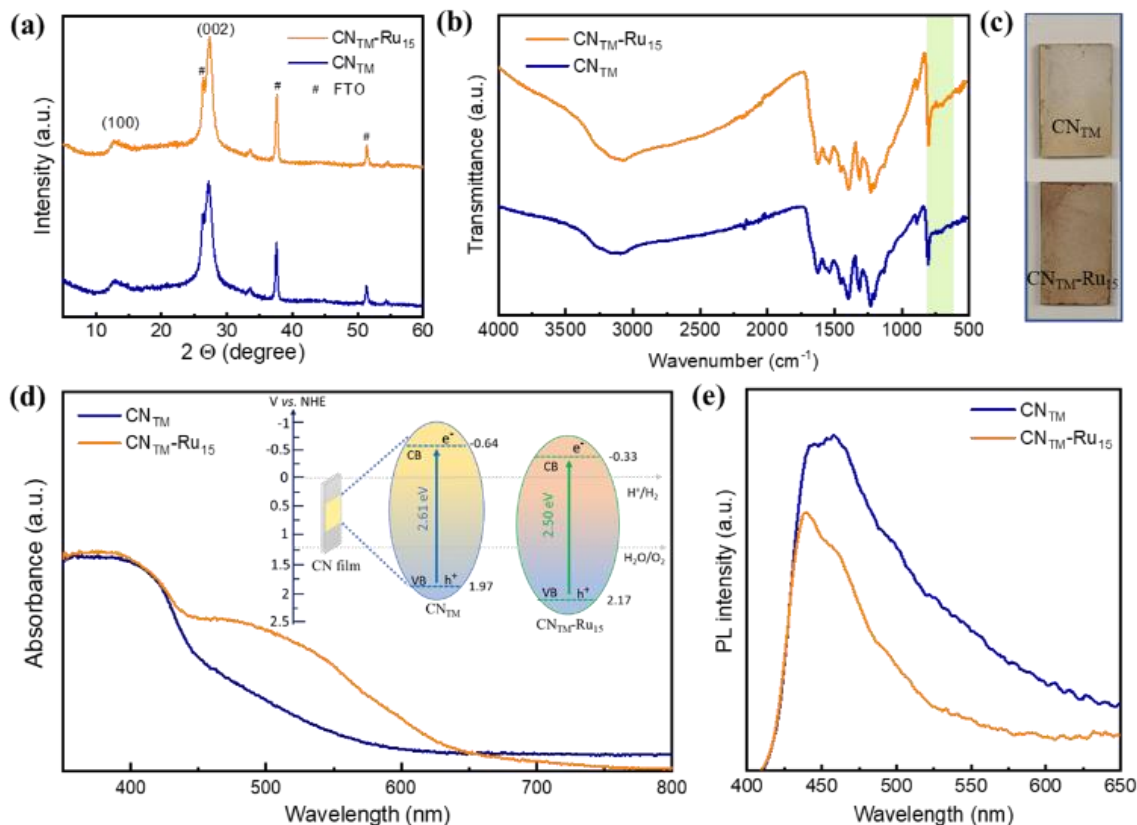 (a)
(002)
CN_TM-Ru_15
CN_TM
# FTO
#
#
#
(100)
Intensity (a.u.)
10 20 30 40 50 60
2 Θ (degree)
(b)
CN_TM-Ru_15
CN_TM
Transmittance (a.u.)
4000 3500 3000 2500 2000 1500 1000 500
Wavenumber (cm⁻¹)
(c)
CN_TM
CN_TM-Ru_15
(d)
CN_TM
CN_TM-Ru_15
V vs. NHE
-1
-0.5
0
0.5
1
1.5
2
2.5
CN film
e⁻
-0.64
CB
2.61 eV
VB h⁺
1.97
CN_TM
e⁻
-0.33
CB
2.50 eV
VB h⁺
2.17
CN_TM-Ru_15
H⁺/H₂
H₂O/O₂
Absorbance (a.u.)
400 500 600 700 800
Wavelength (nm)
(e)
CN_TM
CN_TM-Ru_15
PL intensity (a.u.)
400 450 500 550 600 650
Wavelength (nm)